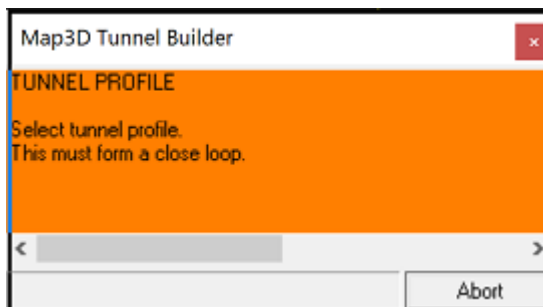 Map3D Tunnel Builder
×
TUNNEL PROFILE
Select tunnel profile.
This must form a close loop.
Abort